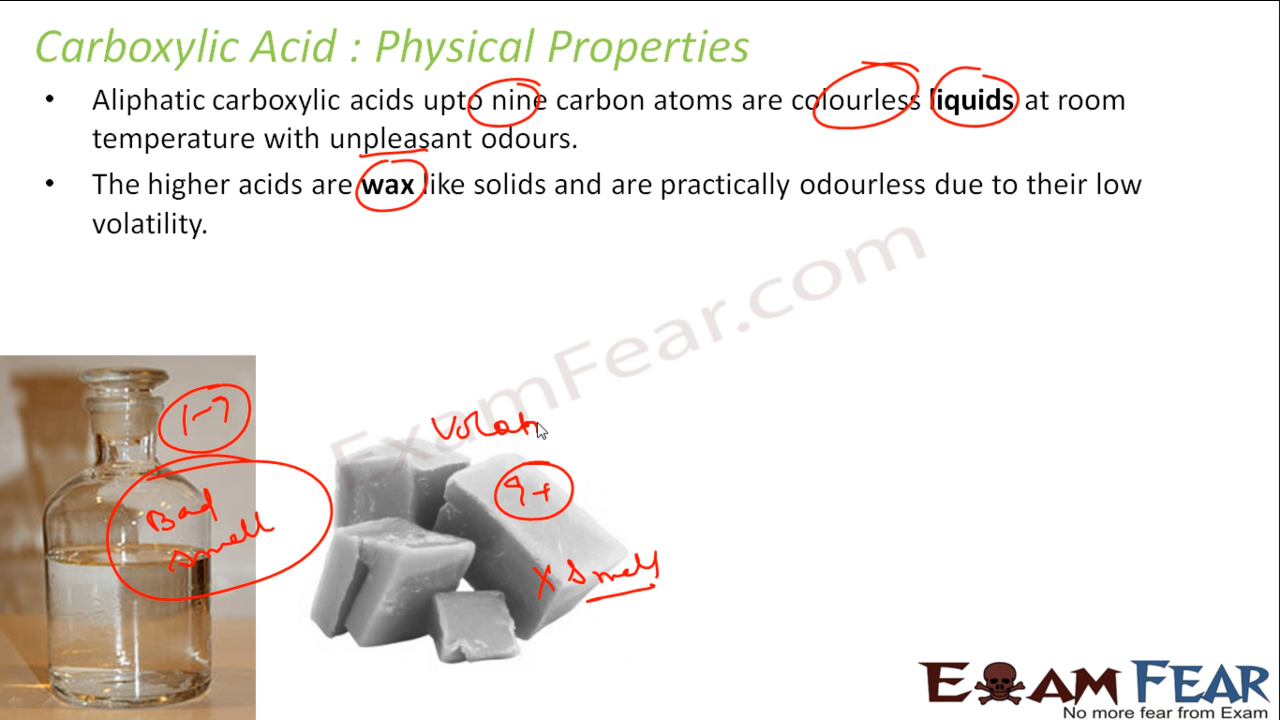 Carboxylic Acid : Physical Properties
• Aliphatic carboxylic acids upto nine carbon atoms are colourless liquids at room
temperature with unpleasant odours.
• The higher acids are wax like solids and are practically odourless due to their low
volatility.
ExamFear.com
1-9
Bad
smell
Volat
9+
X smell
EXAM FEAR
No more fear from Exam